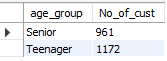 age_group No_of_cust
Senior 961
Teenager 1172